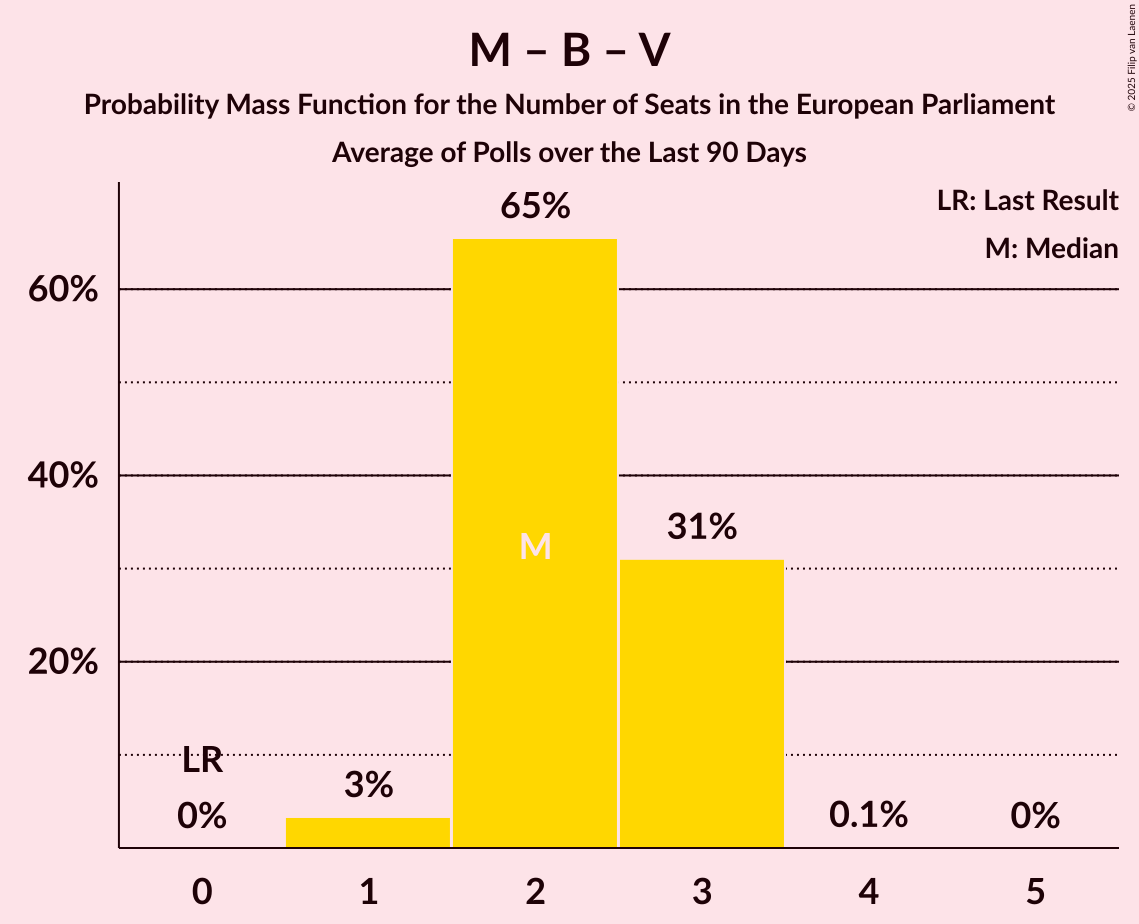 M – B – V
Probability Mass Function for the Number of Seats in the European Parliament
Average of Polls over the Last 90 Days
© 2025 Filip van Laenen
LR: Last Result
M: Median
65%
60%
40%
31%
M
20%
LR
3%
0%
0.1%
0%
0 1 2 3 4 5